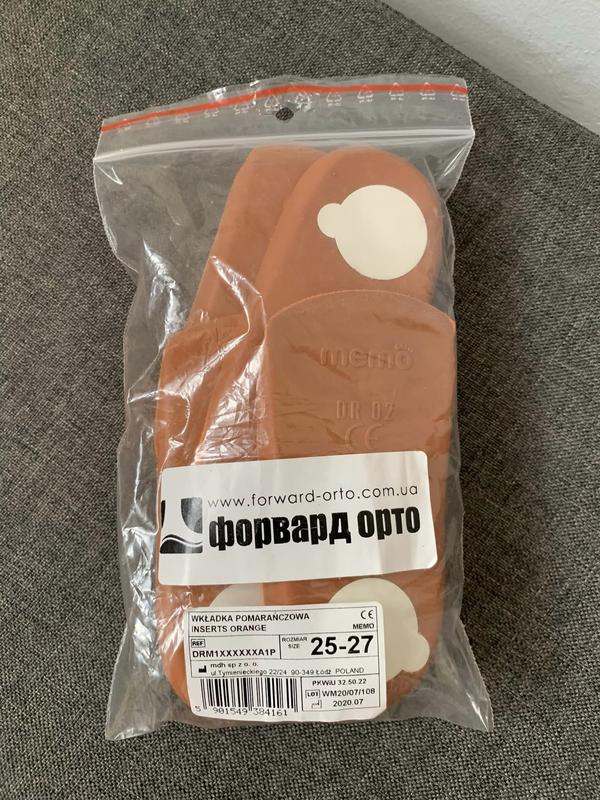 memo
DR 02
CE
www.forward-orto.com.ua
форвард орто
WKŁADKA POMARAŃCZOWA
INSERTS ORANGE
CE
MEMO
REF
DRM1XXXXXXA1P
ROZMIAR
SIZE
25-27
mdh sp z o. o.
ul.Tymienieckiego 22/24 90-349 Łódź POLAND
PKWiU 32.50.22
LOT WM20/07/10B
2020.07
5 901549 384161